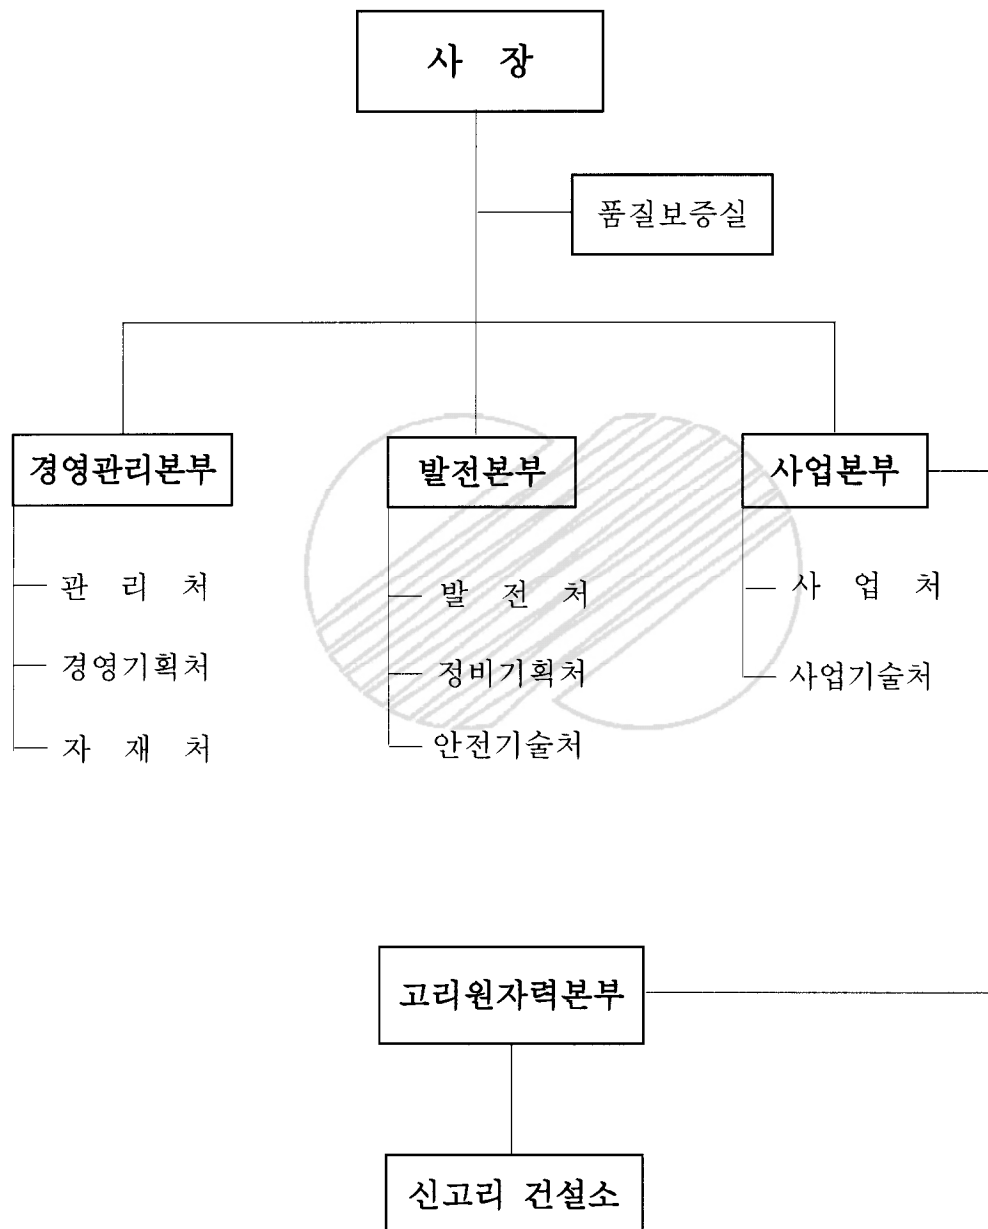 사 장
품질보증실
경영관리본부
발전본부
사업본부
관 리 처
발 전 처
사 업 처
경영기획처
정비기획처
사업기술처
자 재 처
안전기술처
고리원자력본부
신고리 건설소